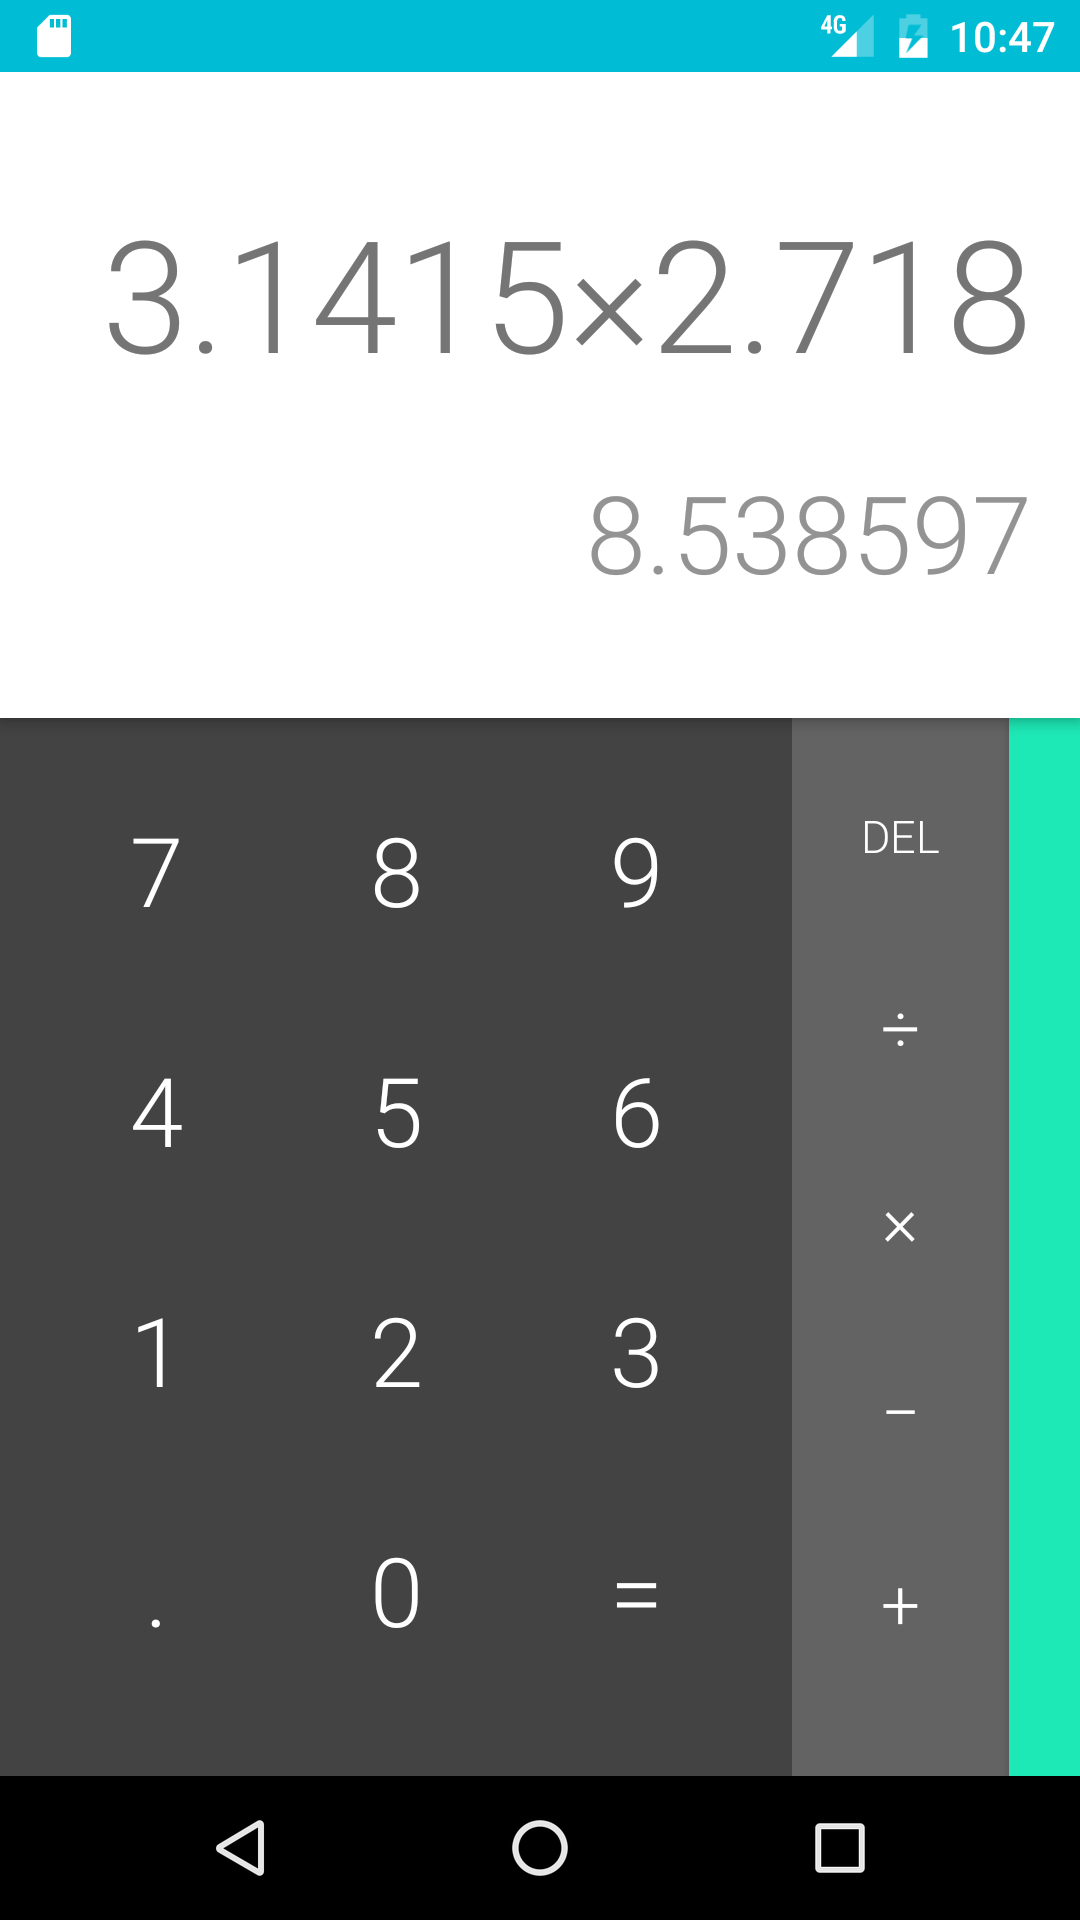 4G 10:47
3.1415×2.718
8.538597
7 8 9 DEL
÷
4 5 6
×
1 2 3
−
. 0 = +